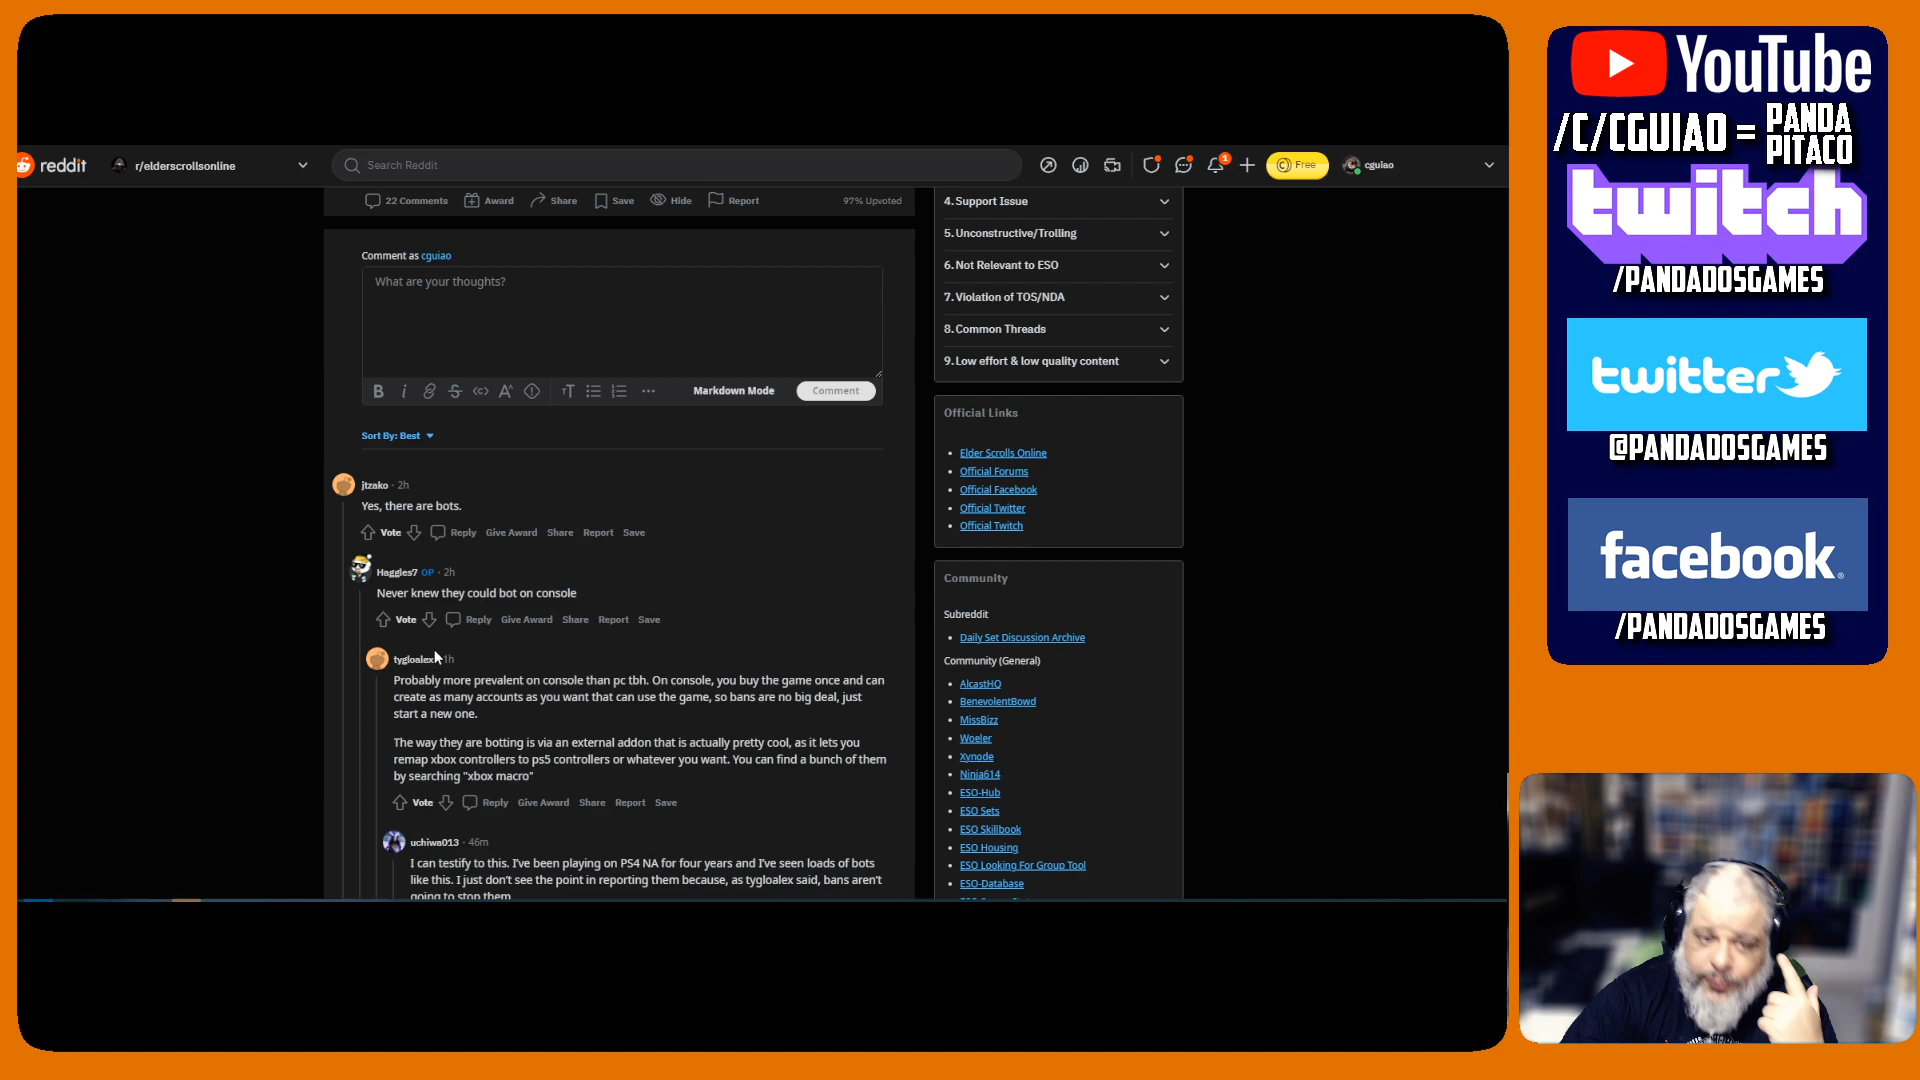 reddit
r/elderscrollsonline
Search Reddit
1
Free
cguiao
22 Comments
Award
Share
Save
Hide
Report
97% Upvoted
Comment as cguiao
What are your thoughts?
B i
Markdown Mode
Comment
Sort By: Best
jtzako · 2h
Yes, there are bots.
Vote Reply Give Award Share Report Save
Haggles7 OP · 2h
Never knew they could bot on console
Vote Reply Give Award Share Report Save
tygloalex 1h
Probably more prevalent on console than pc tbh. On console, you buy the game once and can
create as many accounts as you want that can use the game, so bans are no big deal, just
start a new one.
The way they are botting is via an external addon that is actually pretty cool, as it lets you
remap xbox controllers to ps5 controllers or whatever you want. You can find a bunch of them
by searching "xbox macro"
Vote Reply Give Award Share Report Save
uchiwa013 · 46m
I can testify to this. I've been playing on PS4 NA for four years and I've seen loads of bots
like this. I just don't see the point in reporting them because, as tygloalex said, bans aren't
going to stop them
4. Support Issue
5. Unconstructive/Trolling
6. Not Relevant to ESO
7. Violation of TOS/NDA
8. Common Threads
9. Low effort & low quality content
Official Links
Elder Scrolls Online
Official Forums
Official Facebook
Official Twitter
Official Twitch
Community
Subreddit
Daily Set Discussion Archive
Community (General)
AlcastHQ
BenevolentBowd
MissBizz
Woeler
Xynode
Ninja614
ESO-Hub
ESO Sets
ESO Skillbook
ESO Housing
ESO Looking For Group Tool
ESO-Database
YouTube
/C/CGUIAO = PANDA
PITACO
twitch
/PANDADOSGAMES
twitter
@PANDADOSGAMES
facebook
/PANDADOSGAMES